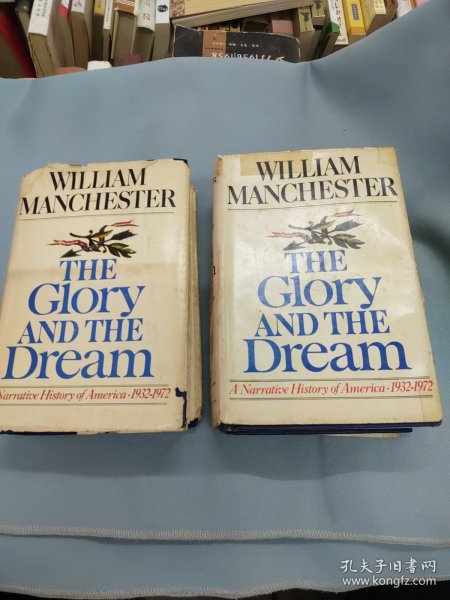 WILLIAM
MANCHESTER
THE
Glory
AND THE
Dream
Narrative History of America·1932-1972
WILLIAM
MANCHESTER
THE
Glory
AND THE
Dream
A Narrative History of America·1932-1972
孔夫子旧书网
www.kongfz.com